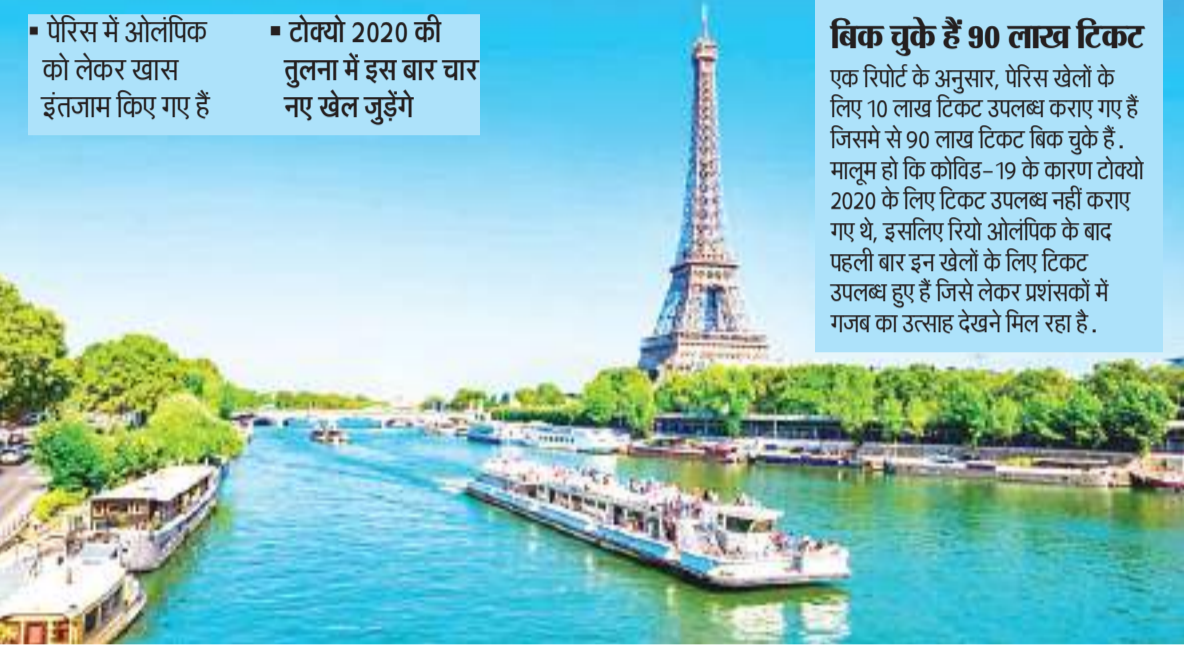 ▪ पेरिस में ओलंपिक
को लेकर खास
इंतजाम किए गए हैं
▪ टोक्यो 2020 की
तुलना में इस बार चार
नए खेल जुड़ेंगे
बिक चुके हैं 90 लाख टिकट
एक रिपोर्ट के अनुसार, पेरिस खेलों के
लिए 10 लाख टिकट उपलब्ध कराए गए हैं
जिसमे से 90 लाख टिकट बिक चुके हैं.
मालूम हो कि कोविड-19 के कारण टोक्यो
2020 के लिए टिकट उपलब्ध नहीं कराए
गए थे, इसलिए रियो ओलंपिक के बाद
पहली बार इन खेलों के लिए टिकट
उपलब्ध हुए हैं जिसे लेकर प्रशंसकों में
गजब का उत्साह देखने मिल रहा है.